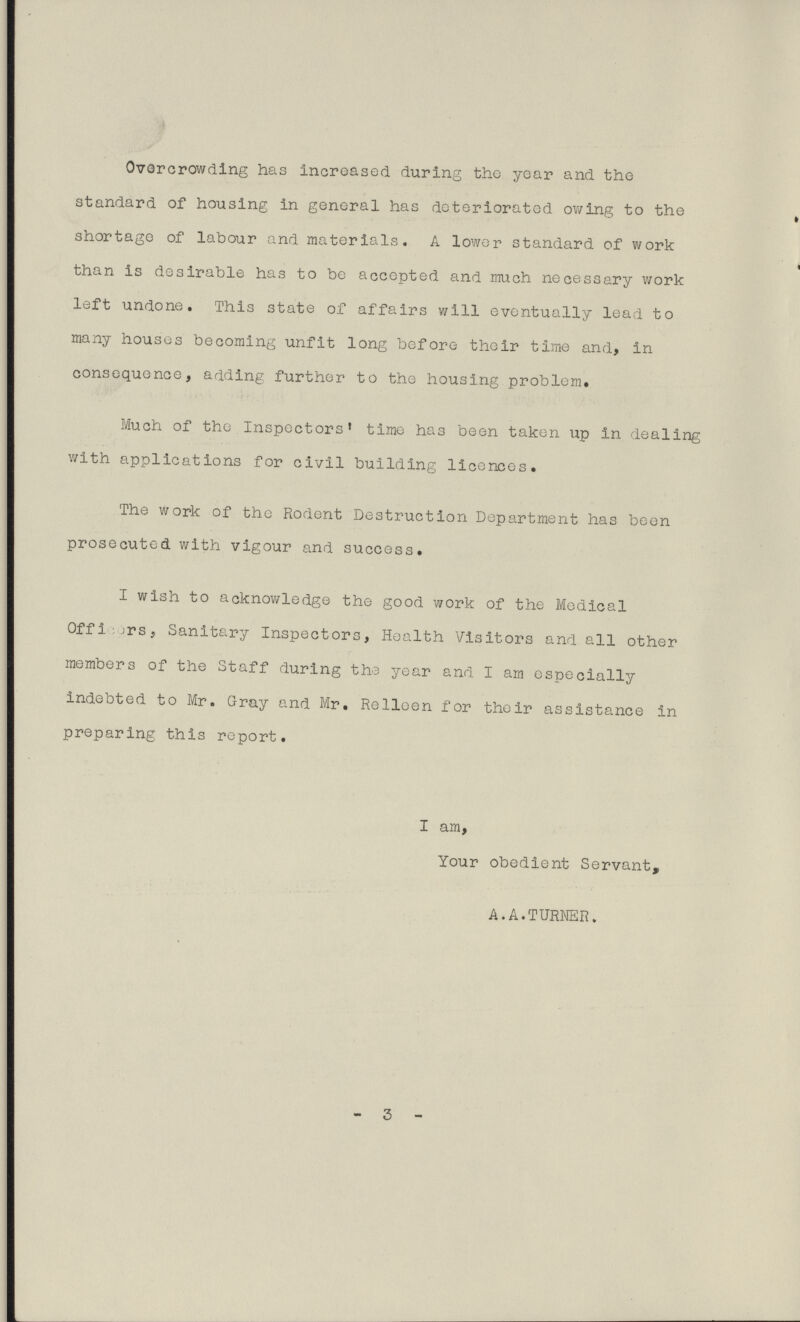 Overcrowding has increased during the year and the
standard of housing in general has deteriorated owing to the
shortage of labour and materials. A lower standard of work
than is desirable has to be accepted and much necessary work
left undone. This state of affairs will eventually lead to
many houses becoming unfit long before their time and, in
consequence, adding further to the housing problem.
Much of the Inspectors' time has been taken up in dealing
with applications for civil building licences.
The work of the Rodent Destruction Department has been
prosecuted with vigour and success.
I wish to acknowledge the good work of the Medical
Officers, Sanitary Inspectors, Health Visitors and all other
members of the Staff during the year and I am especially
indebted to Mr. Gray and Mr. Relleen for their assistance in
preparing this report.
I am,
Your obedient Servant,
A.A.TURNER.
- 3 -